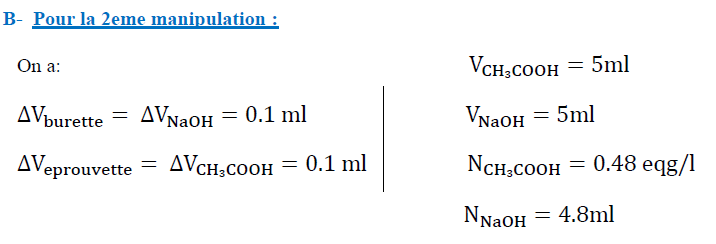 B- Pour la 2eme manipulation :
On a:
ΔV_burette = ΔV_NaOH = 0.1 ml
ΔV_eprouvette = ΔV_CH₃COOH = 0.1 ml
V_CH₃COOH = 5ml
V_NaOH = 5ml
N_CH₃COOH = 0.48 eqg/l
N_NaOH = 4.8ml